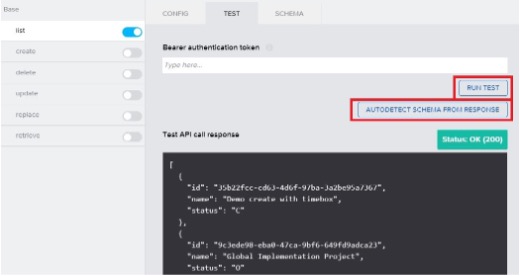 Base
list
create
delete
update
replace
retrieve
CONFIG TEST SCHEMA
Bearer authentication token
Type here...
RUN TEST
AUTODETECT SCHEMA FROM RESPONSE
Test API call response
Status: OK (200)
[
{
"id": "35b22fcc-cd63-4d6f-97ba-3a2be95a7367",
"name": "Demo create with timebox",
"status": "C"
},
{
"id": "9c3ede98-eba0-47ca-9bf6-649fd9adca23",
"name": "Global Implementation Project",
"status": "O"